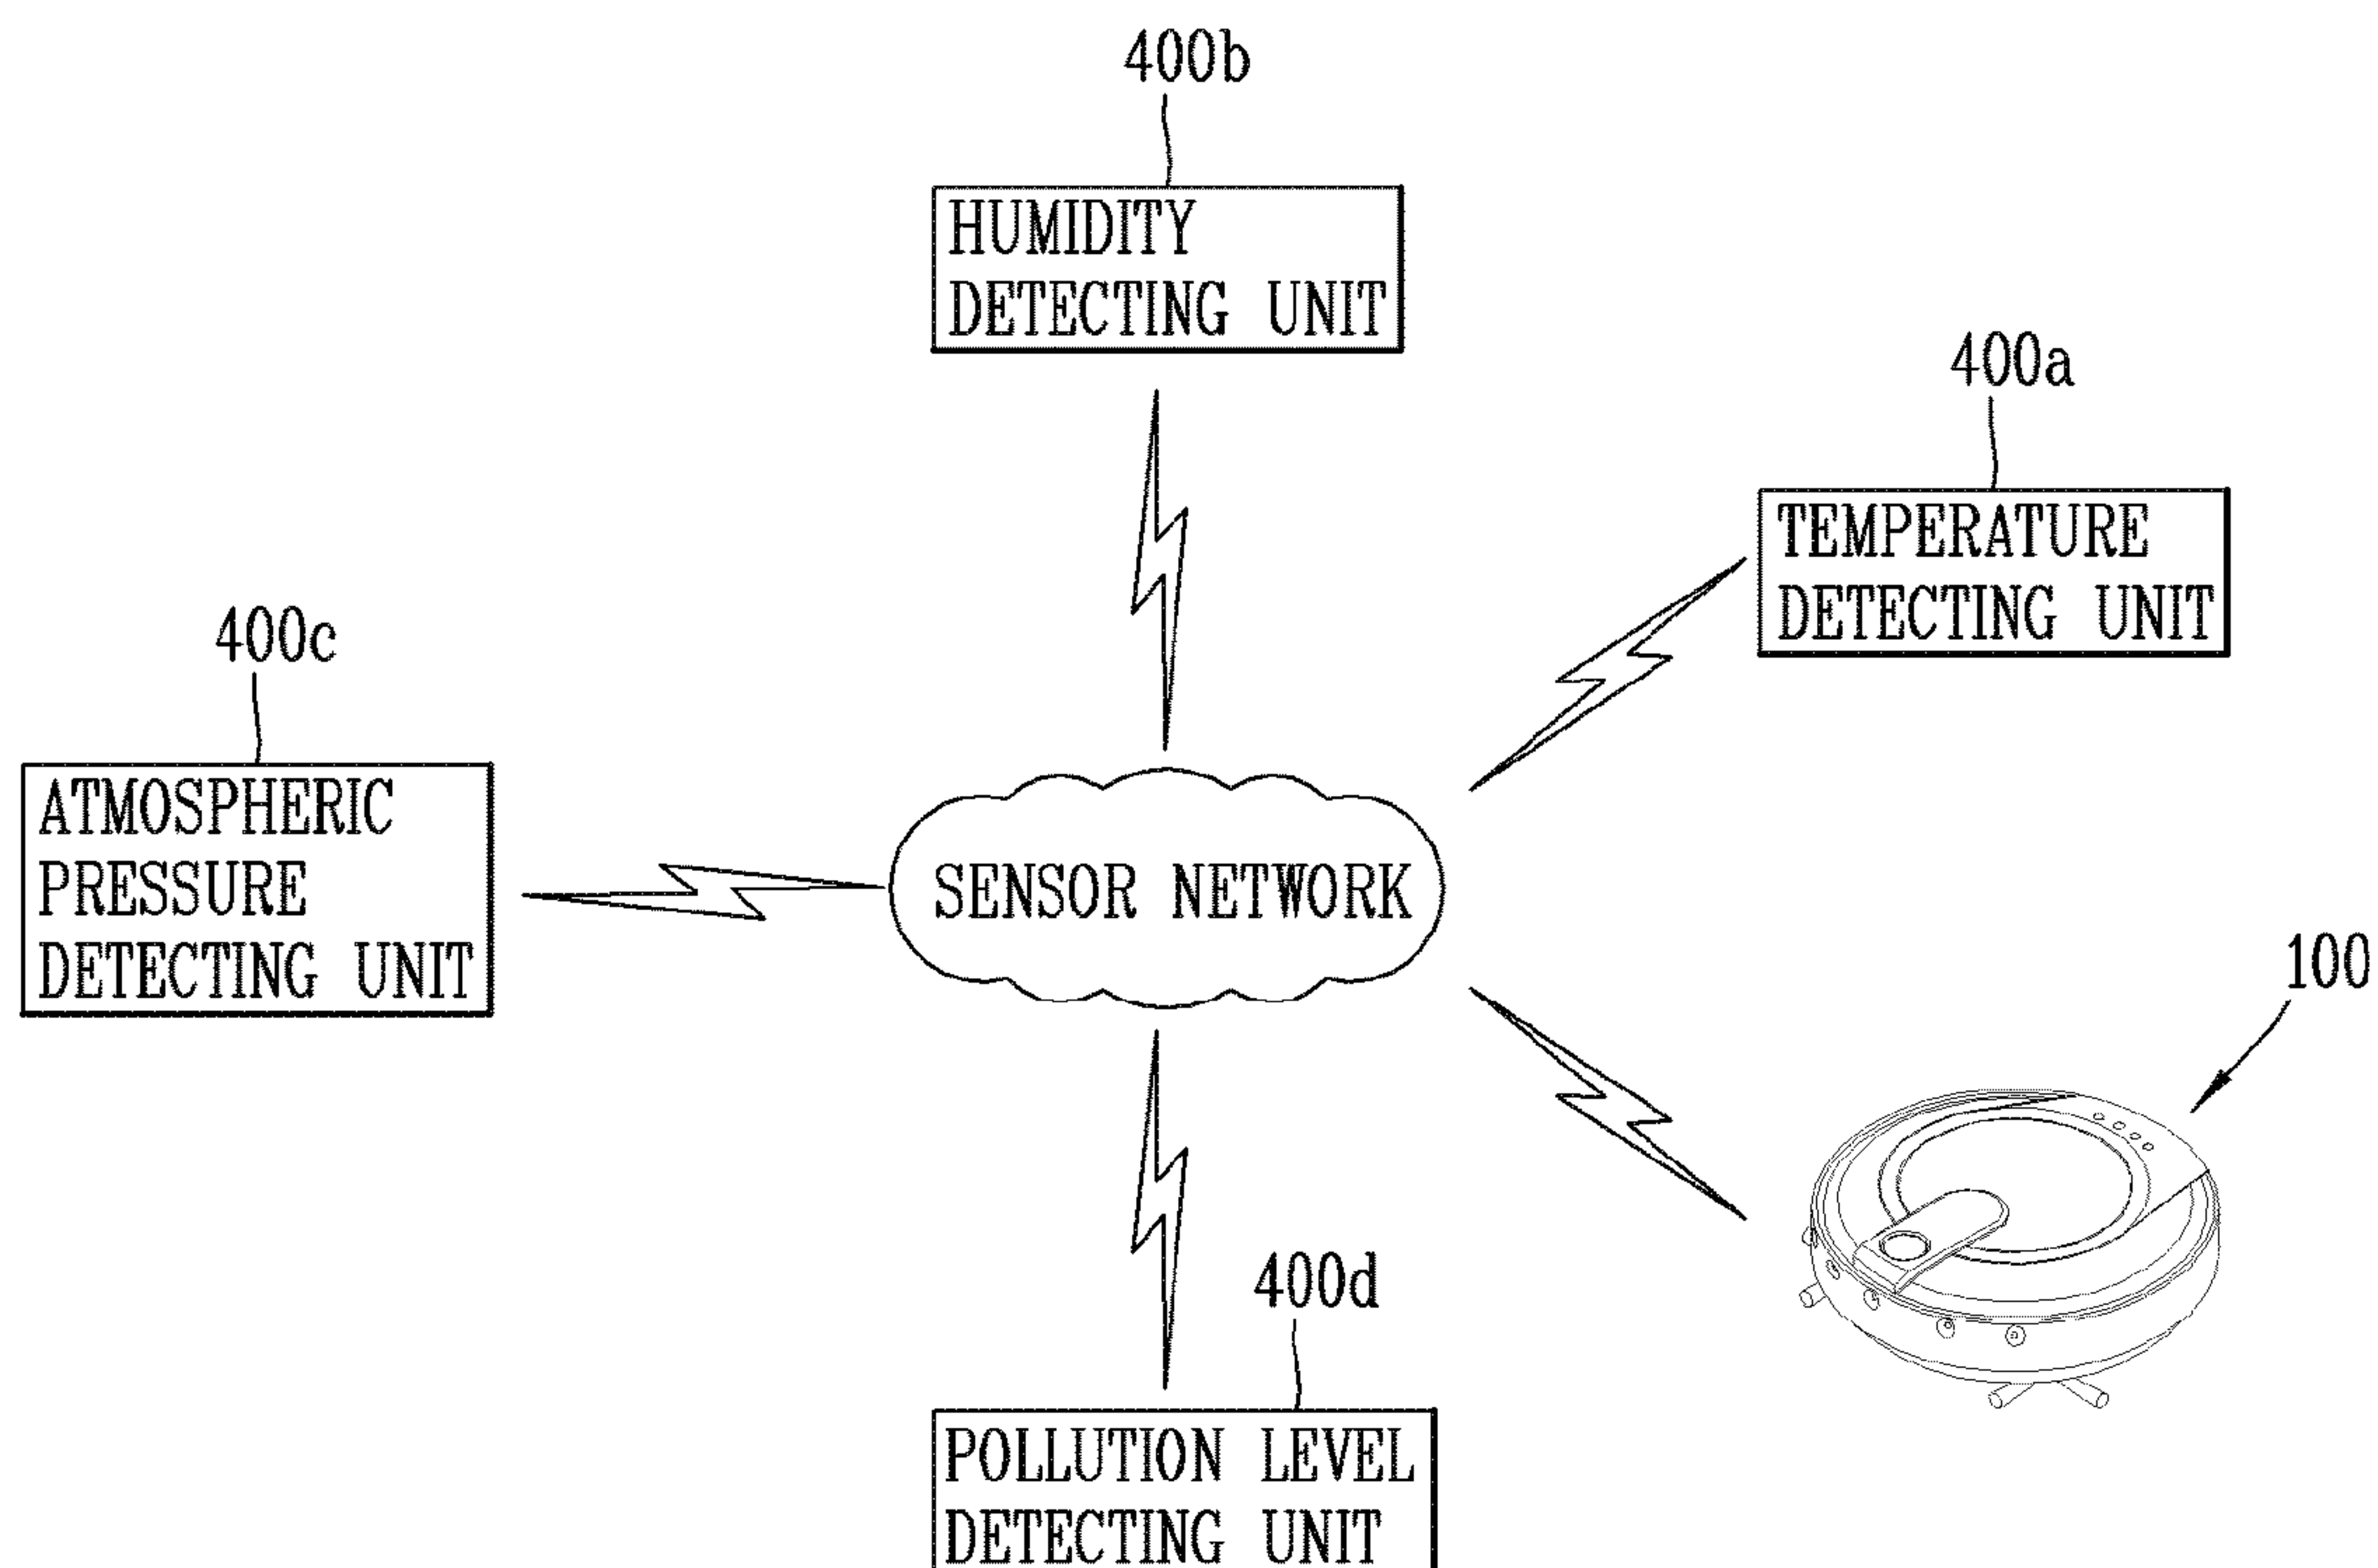 400b
HUMIDITY
DETECTING UNIT
400a
TEMPERATURE
DETECTING UNIT
400c
ATMOSPHERIC
PRESSURE
DETECTING UNIT
SENSOR NETWORK
100
400d
POLLUTION LEVEL
DETECTING UNIT